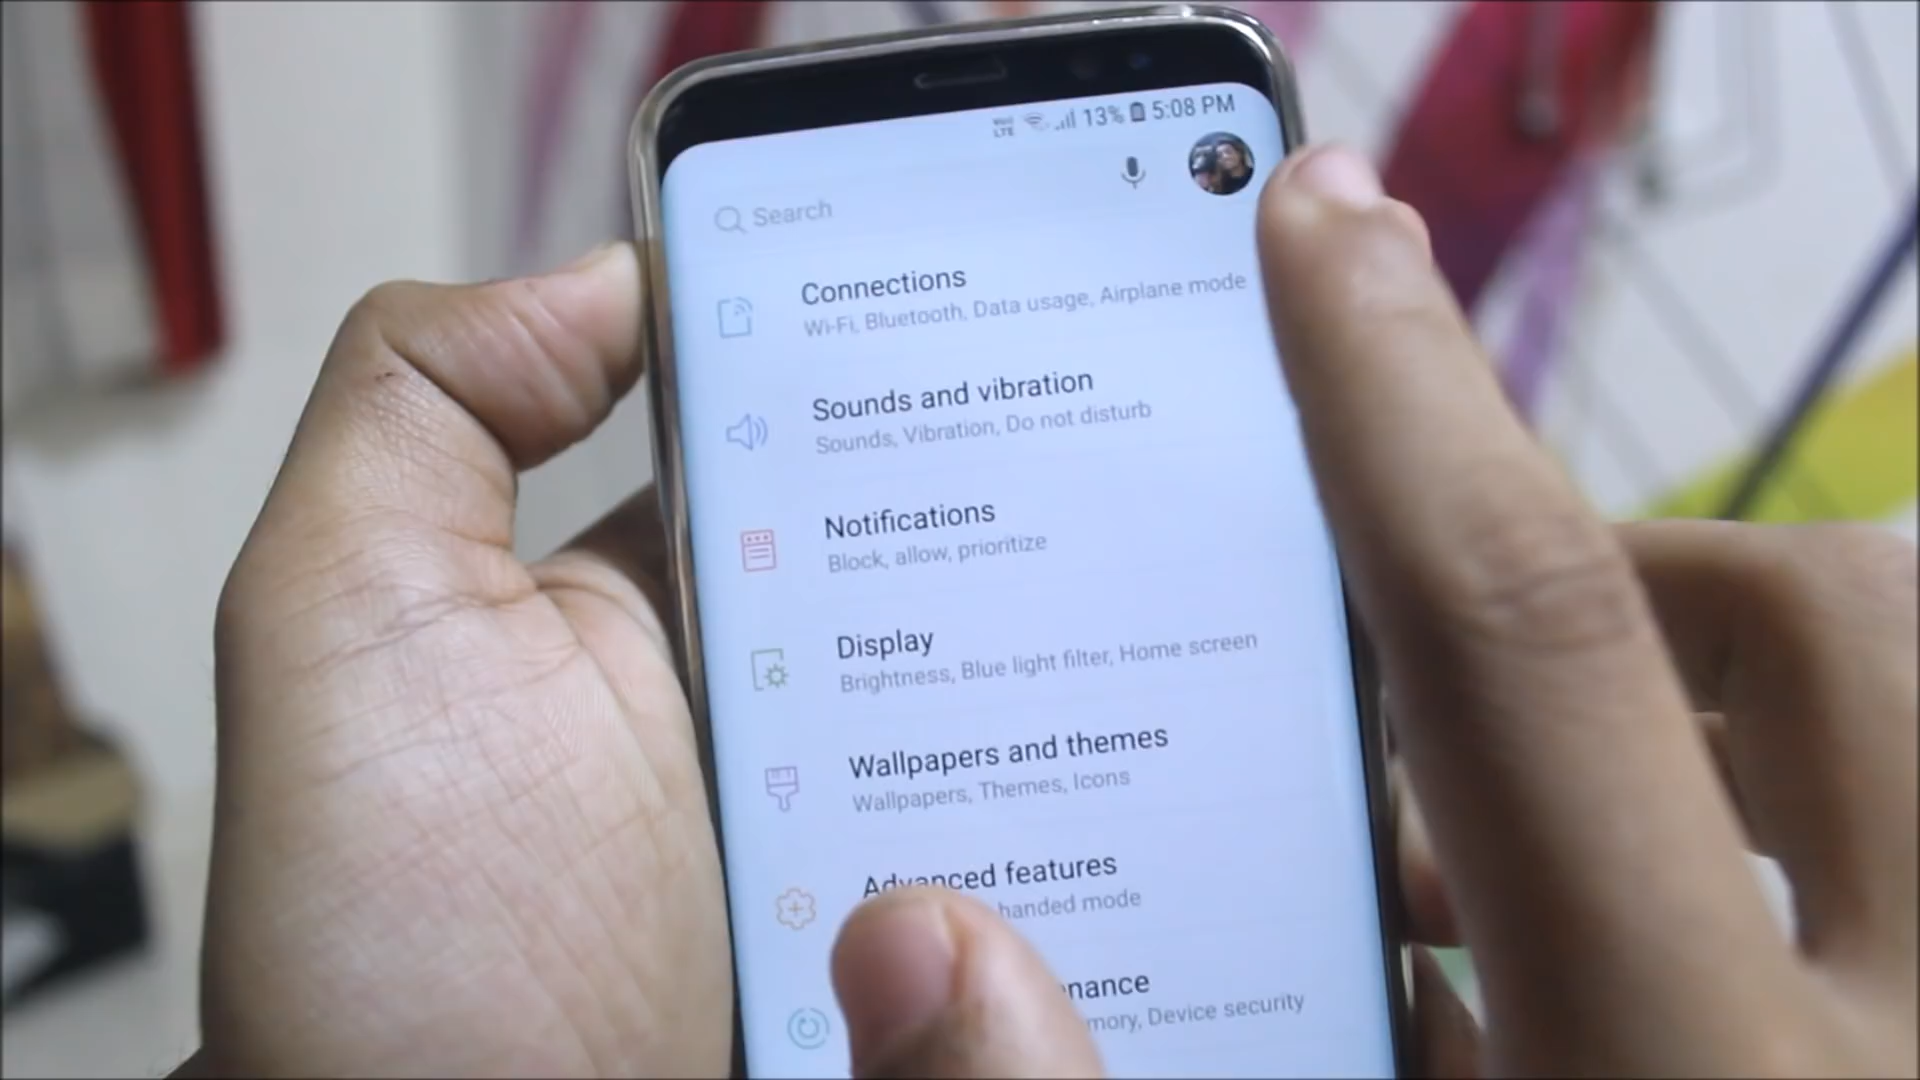 VoLTE 13% 5:08 PM
Search
Connections
Wi-Fi, Bluetooth, Data usage, Airplane mode
Sounds and vibration
Sounds, Vibration, Do not disturb
Notifications
Block, allow, prioritize
Display
Brightness, Blue light filter, Home screen
Wallpapers and themes
Wallpapers, Themes, Icons
Advanced features
handed mode
nance
mory, Device security